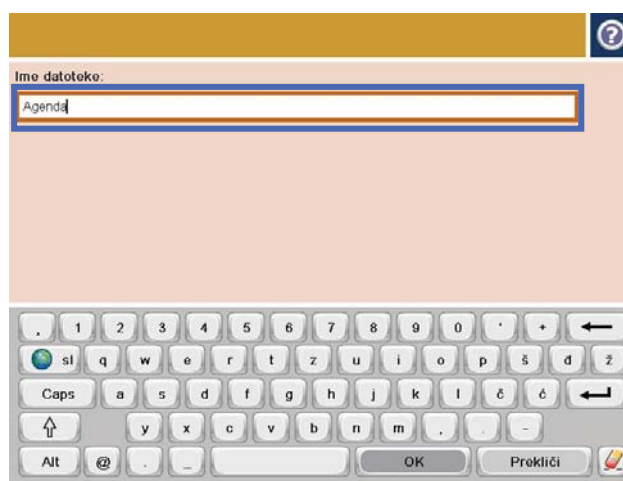 ?
Ime datoteke:
Agenda
. 1 2 3 4 5 6 7 8 9 0 ' +
sl q w e r t z u i o p š đ ž
Caps a s d f g h j k l č ć
y x c v b n m , . -
Alt @ . _ OK Prekliči